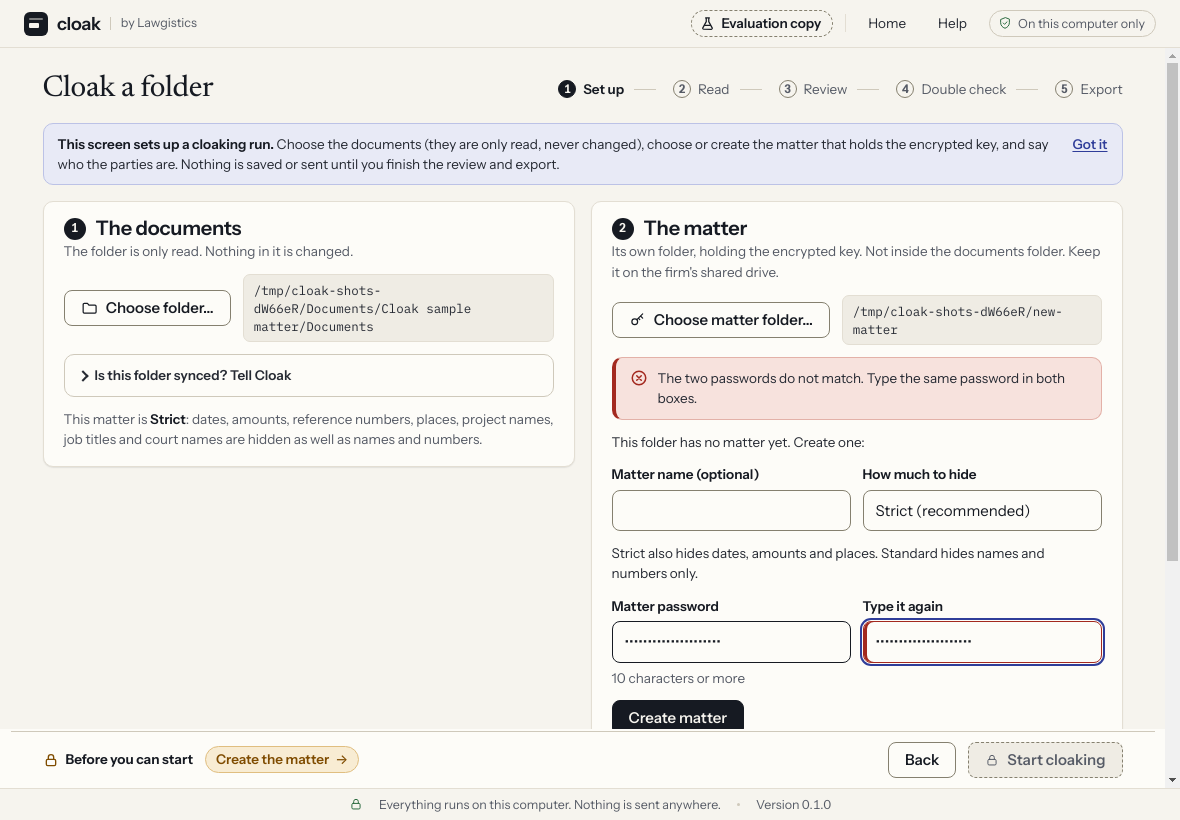 cloak
by Lawgistics
Evaluation copy
Home
Help
On this computer only
Cloak a folder
1 Set up
2 Read
3 Review
4 Double check
5 Export
This screen sets up a cloaking run. Choose the documents (they are only read, never changed), choose or create the matter that holds the encrypted key, and say
who the parties are. Nothing is saved or sent until you finish the review and export.
Got it
1 The documents
The folder is only read. Nothing in it is changed.
Choose folder...
/tmp/cloak-shots-
dW66eR/Documents/Cloak sample
matter/Documents
Is this folder synced? Tell Cloak
This matter is Strict: dates, amounts, reference numbers, places, project names,
job titles and court names are hidden as well as names and numbers.
2 The matter
Its own folder, holding the encrypted key. Not inside the documents folder. Keep
it on the firm's shared drive.
Choose matter folder...
/tmp/cloak-shots-dW66eR/new-
matter
The two passwords do not match. Type the same password in both
boxes.
This folder has no matter yet. Create one:
Matter name (optional)
How much to hide
Strict (recommended)
Strict also hides dates, amounts and places. Standard hides names and
numbers only.
Matter password
Type it again
10 characters or more
Create matter
Before you can start
Create the matter →
Back
Start cloaking
Everything runs on this computer. Nothing is sent anywhere.
•
Version 0.1.0